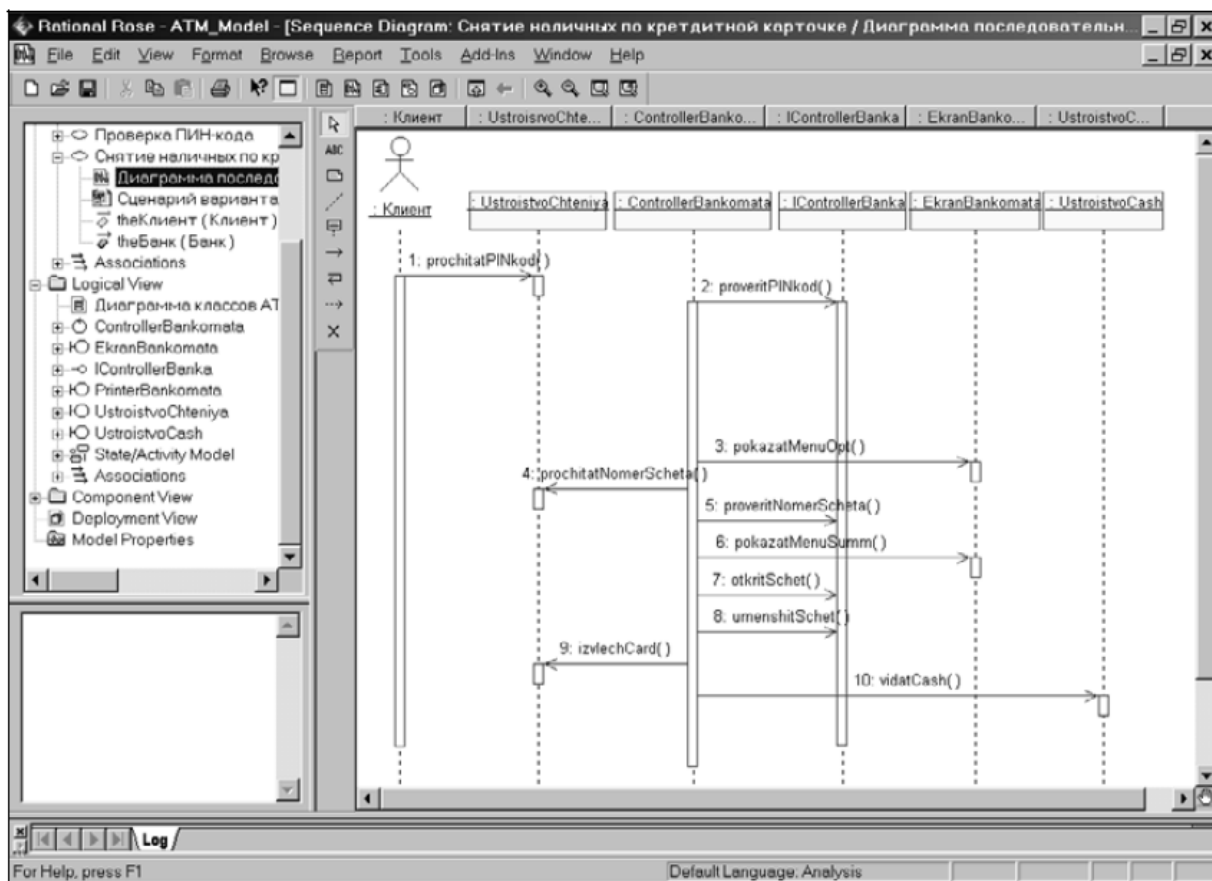 Rational Rose - ATM_Model - [Sequence Diagram: Снятие наличных по кретдитной карточке / Диаграмма последовательн...
File Edit View Format Browse Report Tools Add-Ins Window Help
Проверка ПИН-кода
Снятие наличных по кр
Диаграмма послед
Сценарий варианта
theКлиент (Клиент)
theБанк (Банк)
Associations
Logical View
Диаграмма классов АТ
ControllerBankomata
EkranBankomata
IControllerBanka
PrinterBankomata
UstroistvoChteniya
UstroistvoCash
State/Activity Model
Associations
Component View
Deployment View
Model Properties
ABC
: Клиент
: UstroisrvoChte...
: ControllerBanko...
: IControllerBanka
: EkranBanko...
: UstroistvoC...
: Клиент
: UstroistvoChteniya
: ControllerBankomata
: IControllerBanka
: EkranBankomata
: UstroistvoCash
1: prochitatPINkod( )
2: proveritPINkod( )
3: pokazatMenuOpt( )
4: prochitatNomerScheta( )
5: proveritNomerScheta( )
6: pokazatMenuSumm( )
7: otkritSchet( )
8: umenshitSchet( )
9: izvlechCard( )
10: vidatCash( )
Log
For Help, press F1
Default Language: Analysis